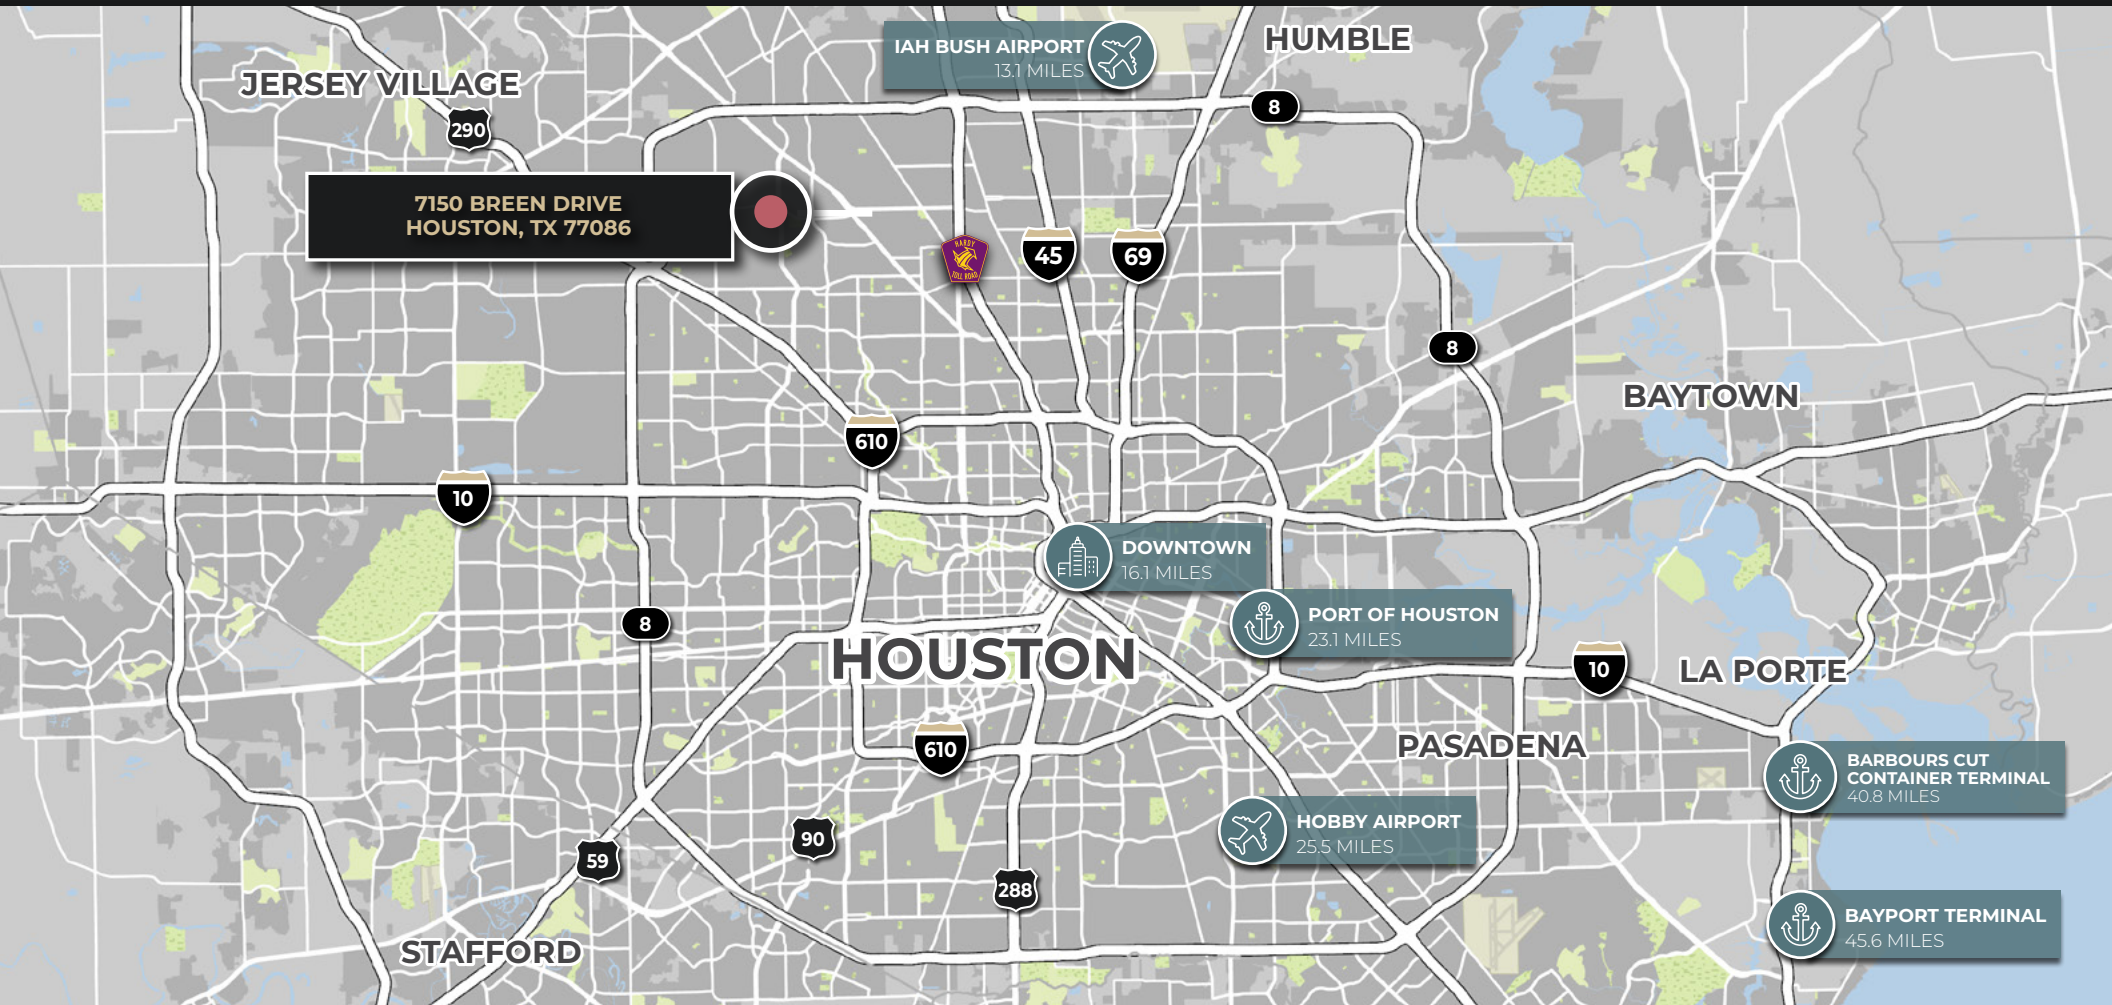 IAH BUSH AIRPORT
13.1 MILES
HUMBLE
JERSEY VILLAGE
8
290
7150 BREEN DRIVE
HOUSTON, TX 77086
HARDY
TOLL ROAD
45
69
8
BAYTOWN
610
10
DOWNTOWN
16.1 MILES
PORT OF HOUSTON
23.1 MILES
8
HOUSTON
10
LA PORTE
610
PASADENA
BARBOURS CUT
CONTAINER TERMINAL
40.8 MILES
HOBBY AIRPORT
25.5 MILES
90
59
288
BAYPORT TERMINAL
45.6 MILES
STAFFORD